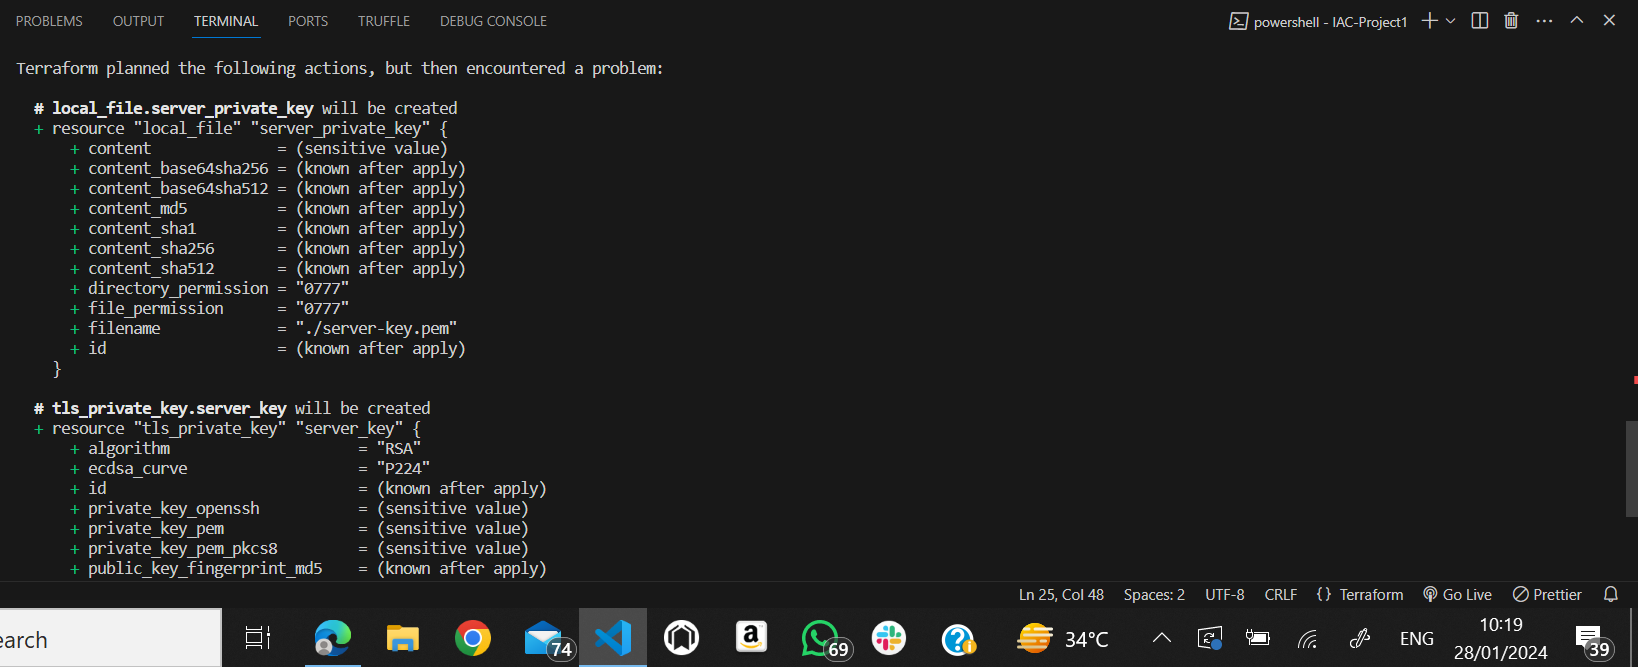 PROBLEMS OUTPUT TERMINAL PORTS TRUFFLE DEBUG CONSOLE powershell - IAC-Project1
Terraform planned the following actions, but then encountered a problem:
# local_file.server_private_key will be created
+ resource "local_file" "server_private_key" {
+ content = (sensitive value)
+ content_base64sha256 = (known after apply)
+ content_base64sha512 = (known after apply)
+ content_md5 = (known after apply)
+ content_sha1 = (known after apply)
+ content_sha256 = (known after apply)
+ content_sha512 = (known after apply)
+ directory_permission = "0777"
+ file_permission = "0777"
+ filename = "./server-key.pem"
+ id = (known after apply)
}
# tls_private_key.server_key will be created
+ resource "tls_private_key" "server_key" {
+ algorithm = "RSA"
+ ecdsa_curve = "P224"
+ id = (known after apply)
+ private_key_openssh = (sensitive value)
+ private_key_pem = (sensitive value)
+ private_key_pem_pkcs8 = (sensitive value)
+ public_key_fingerprint_md5 = (known after apply)
Ln 25, Col 48 Spaces: 2 UTF-8 CRLF {} Terraform Go Live Prettier
earch 74 a 69 ? 34°C ENG 10:19
28/01/2024 39